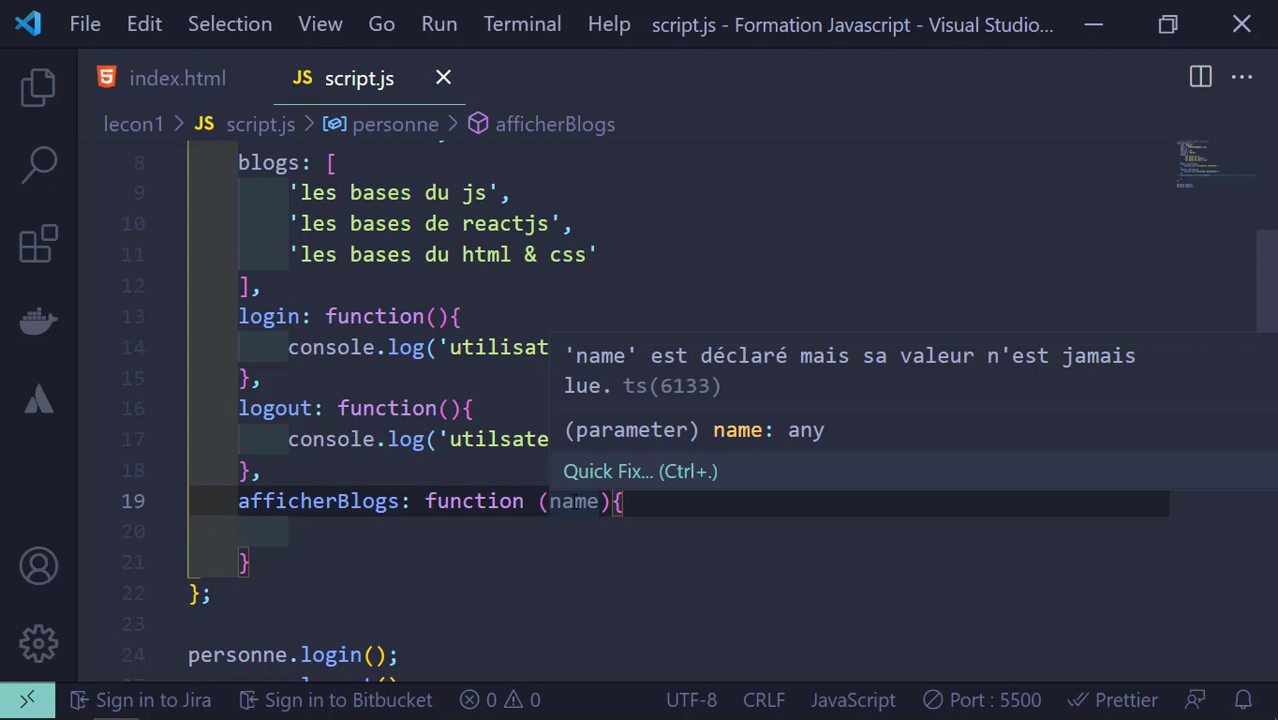 File Edit Selection View Go Run Terminal Help script.js - Formation Javascript - Visual Studio...
index.html JS script.js
lecon1 > JS script.js > personne > afficherBlogs
8 blogs: [
9 'les bases du js',
10 'les bases de reactjs',
11 'les bases du html & css'
12 ],
13 login: function(){
14 console.log('utilisat
15 },
16 logout: function(){
17 console.log('utilsate
18 },
'name' est déclaré mais sa valeur n'est jamais
lue. ts(6133)
(parameter) name: any
Quick Fix... (Ctrl+.)
19 afficherBlogs: function (name){
20
21 }
22 };
23
24 personne.login();
Sign in to Jira Sign in to Bitbucket 0 0 UTF-8 CRLF JavaScript Port : 5500 Prettier